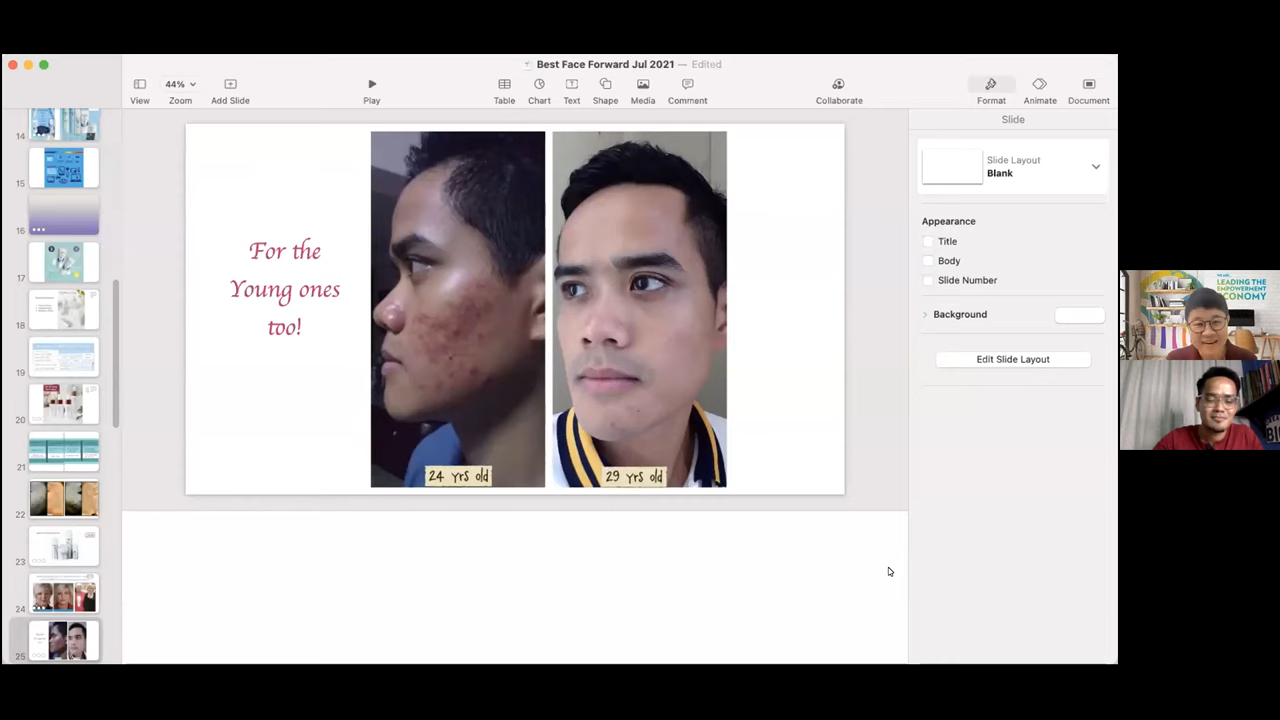 Best Face Forward Jul 2021 — Edited
44%
View
Zoom
Add Slide
Play
Table
Chart
Text
Shape
Media
Comment
Collaborate
Format
Animate
Document
14
15
16
17
18
19
20
21
22
23
24
25
For the
Young ones
too!
24 yrs old
29 yrs old
Slide
Slide Layout
Blank
Appearance
Title
Body
Slide Number
Background
Edit Slide Layout
WE ARE
LEADING THE
EMPOWERMENT
ECONOMY